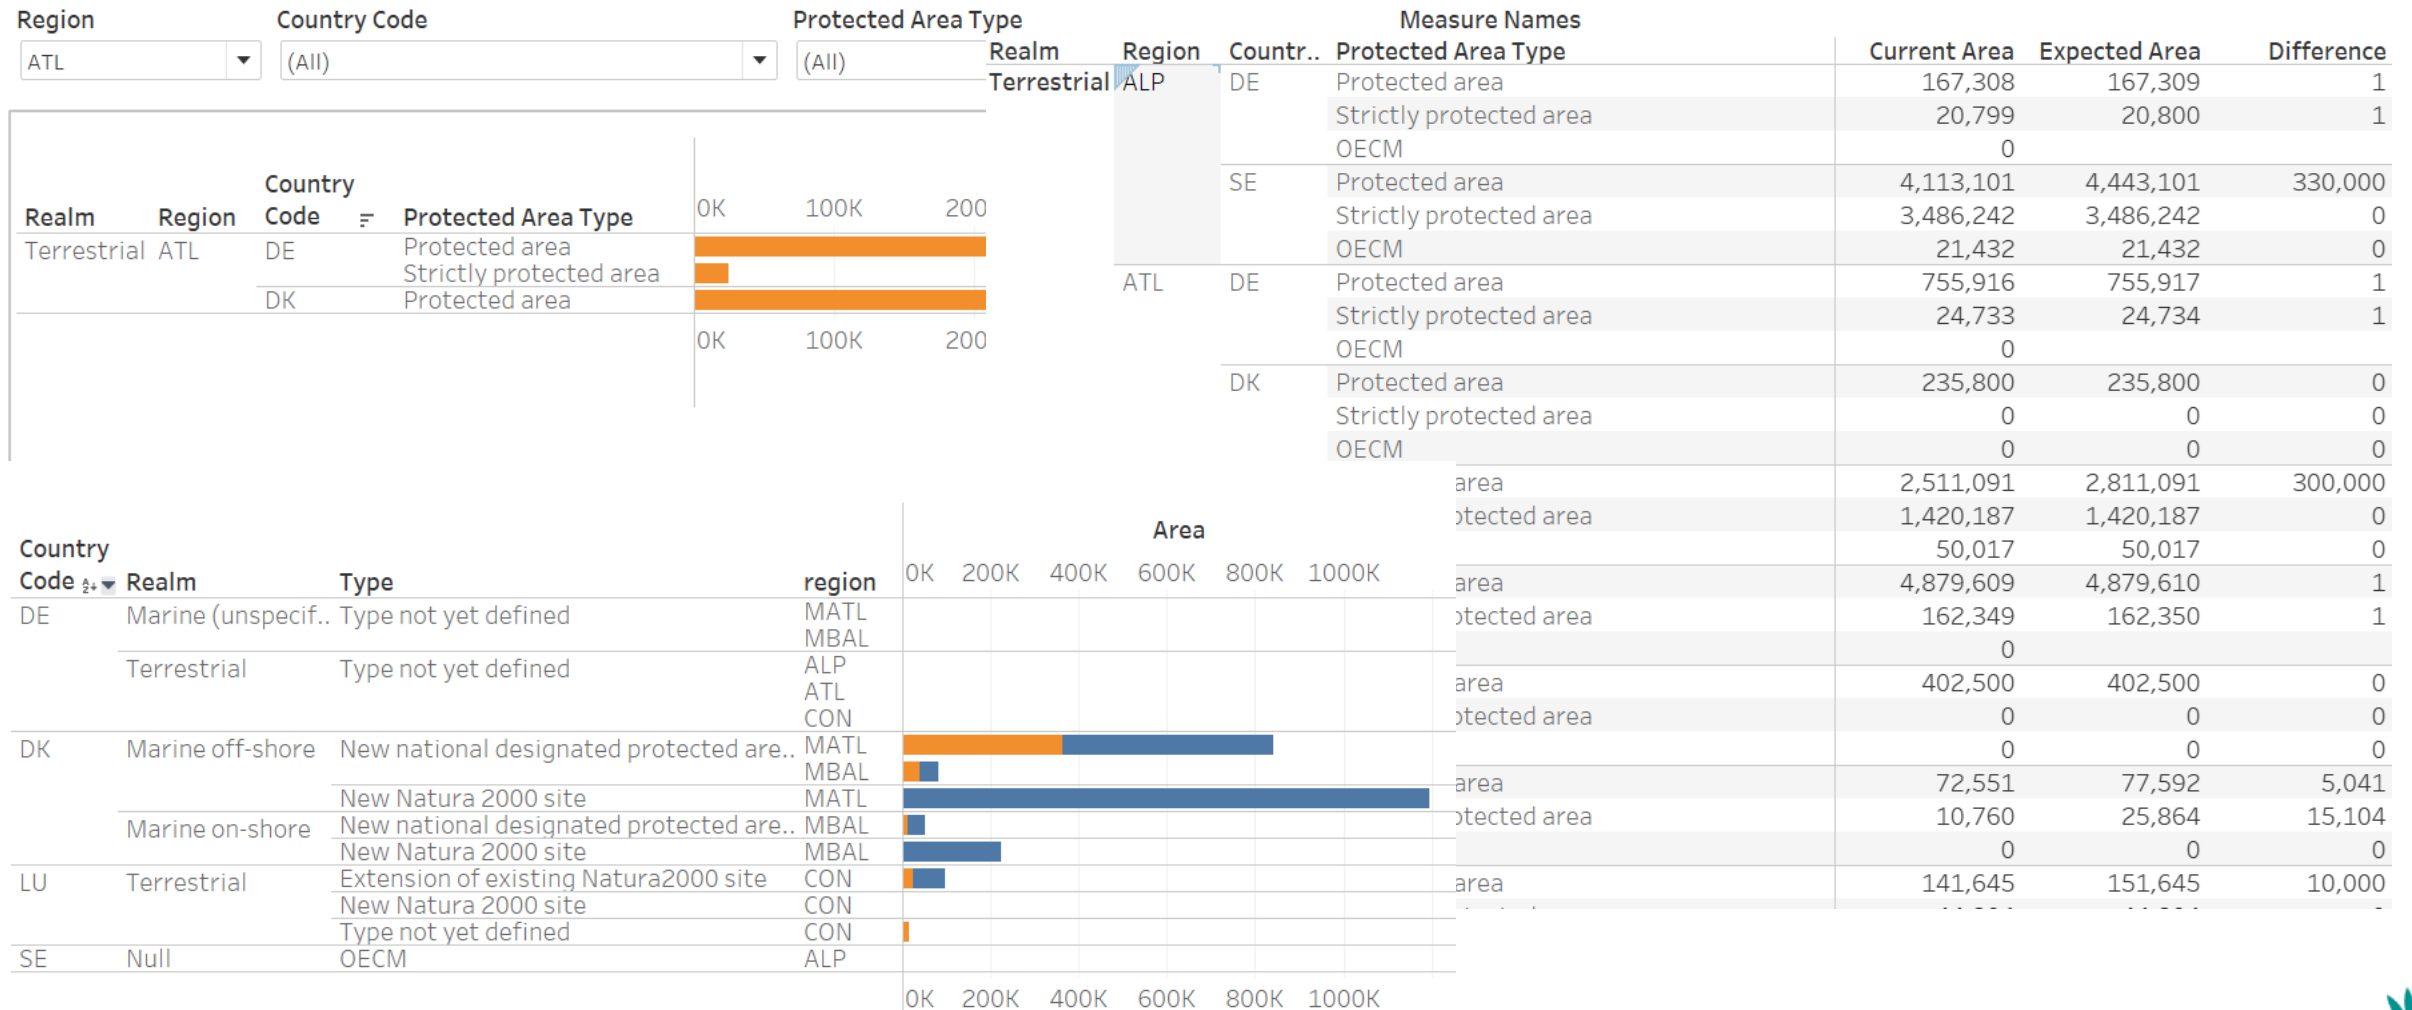 Region
Country Code
Protected Area Type
ATL
(All)
(All)
Country
Realm Region Code Protected Area Type
0K 100K 200
Terrestrial ATL DE Protected area
Strictly protected area
DK Protected area
0K 100K 200
Measure Names
Realm Region Countr.. Protected Area Type Current Area Expected Area Difference
Terrestrial ALP DE Protected area 167,308 167,309 1
Strictly protected area 20,799 20,800 1
OECM 0
SE Protected area 4,113,101 4,443,101 330,000
Strictly protected area 3,486,242 3,486,242 0
OECM 21,432 21,432 0
ATL DE Protected area 755,916 755,917 1
Strictly protected area 24,733 24,734 1
OECM 0
DK Protected area 235,800 235,800 0
Strictly protected area 0 0 0
OECM 0 0 0
area 2,511,091 2,811,091 300,000
otected area 1,420,187 1,420,187 0
50,017 50,017 0
area 4,879,609 4,879,610 1
otected area 162,349 162,350 1
0
area 402,500 402,500 0
otected area 0 0 0
0 0 0
area 72,551 77,592 5,041
otected area 10,760 25,864 15,104
0 0 0
area 141,645 151,645 10,000
Area
Country
Code Realm Type region
0K 200K 400K 600K 800K 1000K
DE Marine (unspecif.. Type not yet defined MATL
MBAL
Terrestrial Type not yet defined ALP
ATL
CON
DK Marine off-shore New national designated protected are.. MATL
MBAL
New Natura 2000 site MATL
Marine on-shore New national designated protected are.. MBAL
New Natura 2000 site MBAL
LU Terrestrial Extension of existing Natura2000 site CON
New Natura 2000 site CON
Type not yet defined CON
SE Null OECM ALP
0K 200K 400K 600K 800K 1000K